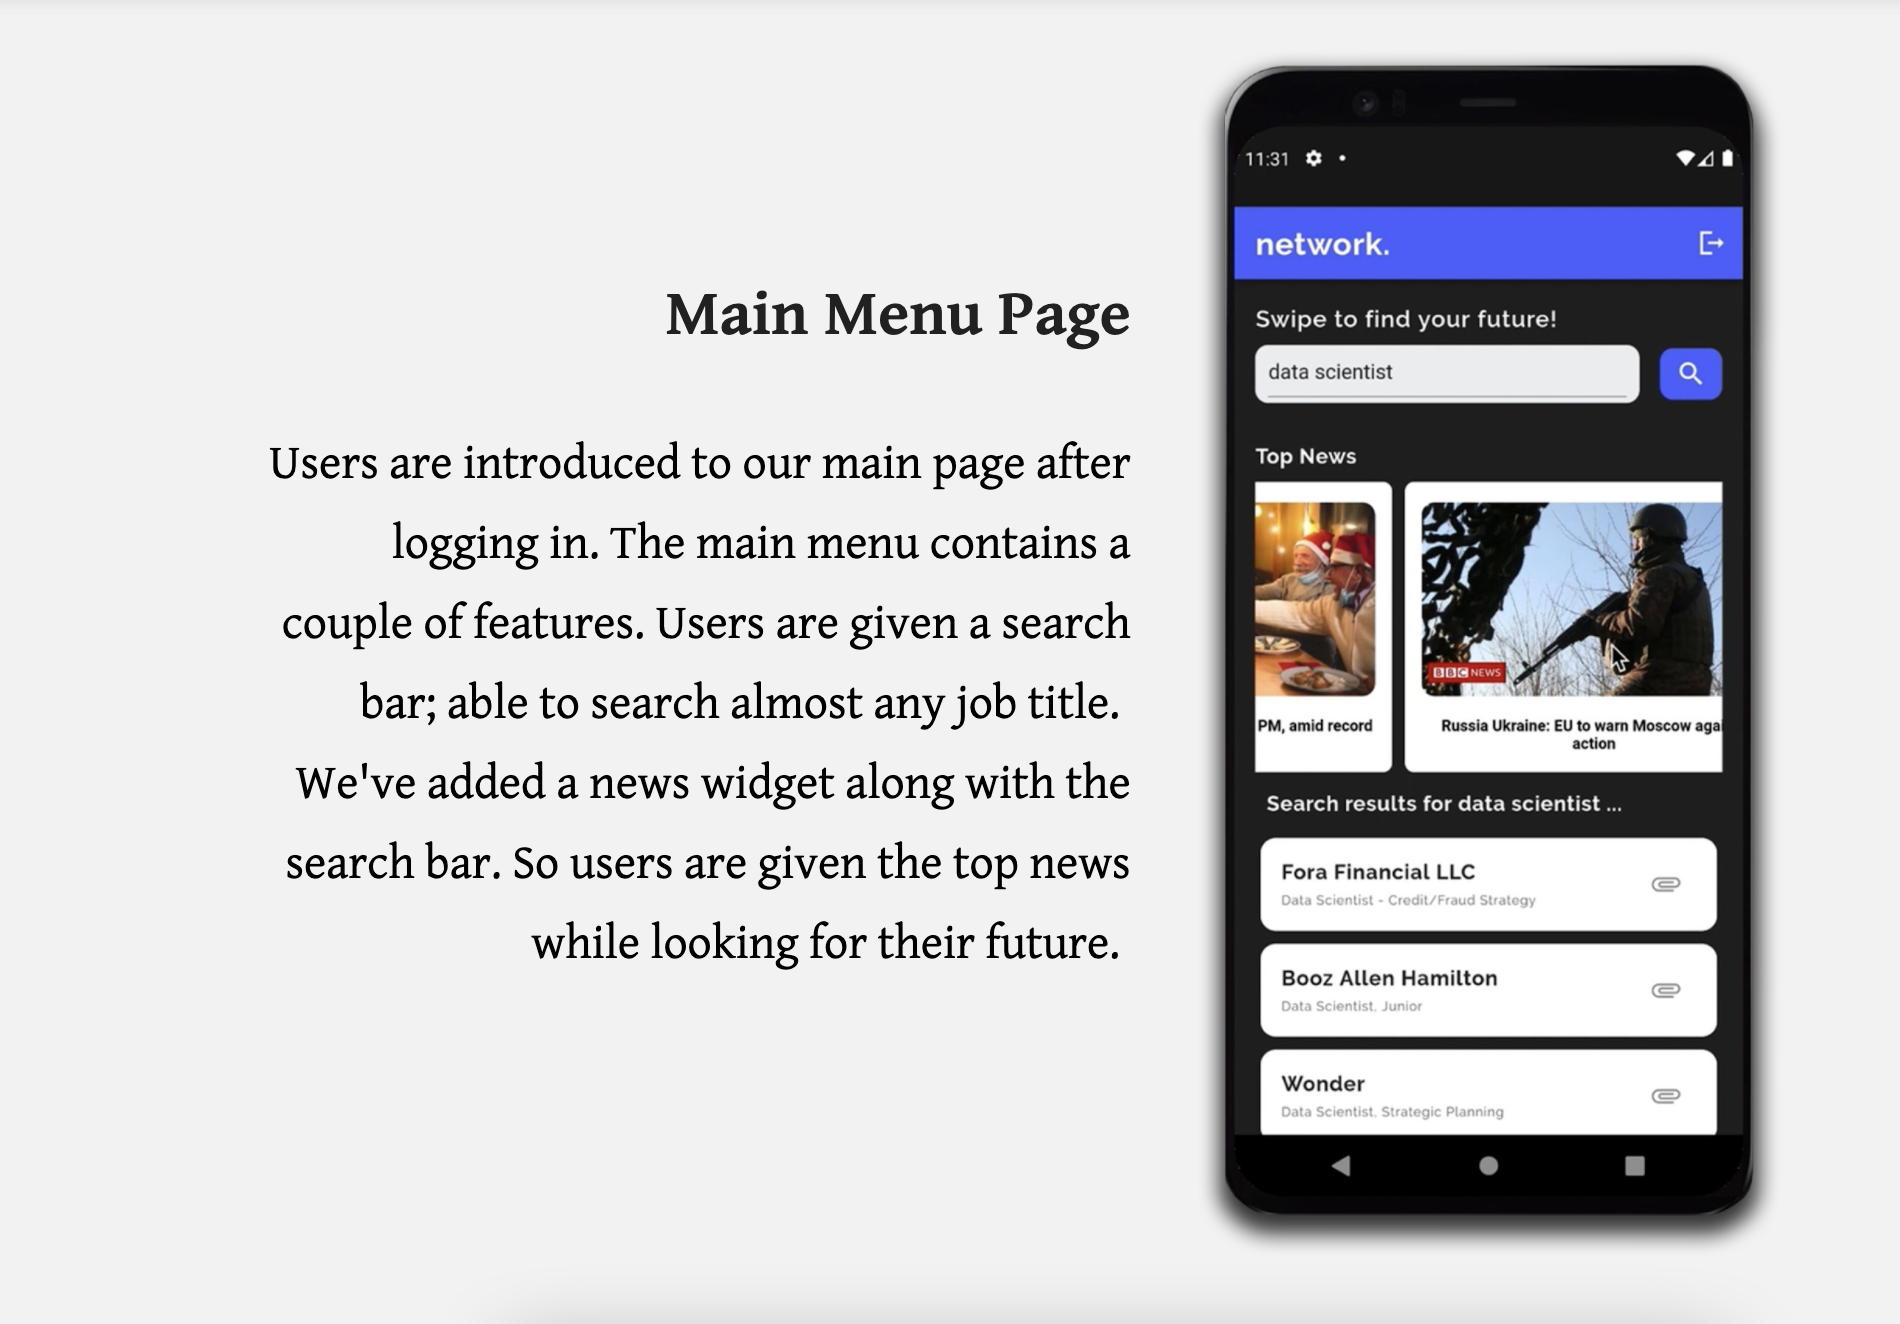 Main Menu Page
Users are introduced to our main page after
logging in. The main menu contains a
couple of features. Users are given a search
bar; able to search almost any job title.
We've added a news widget along with the
search bar. So users are given the top news
while looking for their future.
11:31
network.
Swipe to find your future!
data scientist
Top News
BBC NEWS
PM, amid record
Russia Ukraine: EU to warn Moscow agai
action
Search results for data scientist ...
Fora Financial LLC
Data Scientist - Credit/Fraud Strategy
Booz Allen Hamilton
Data Scientist, Junior
Wonder
Data Scientist, Strategic Planning